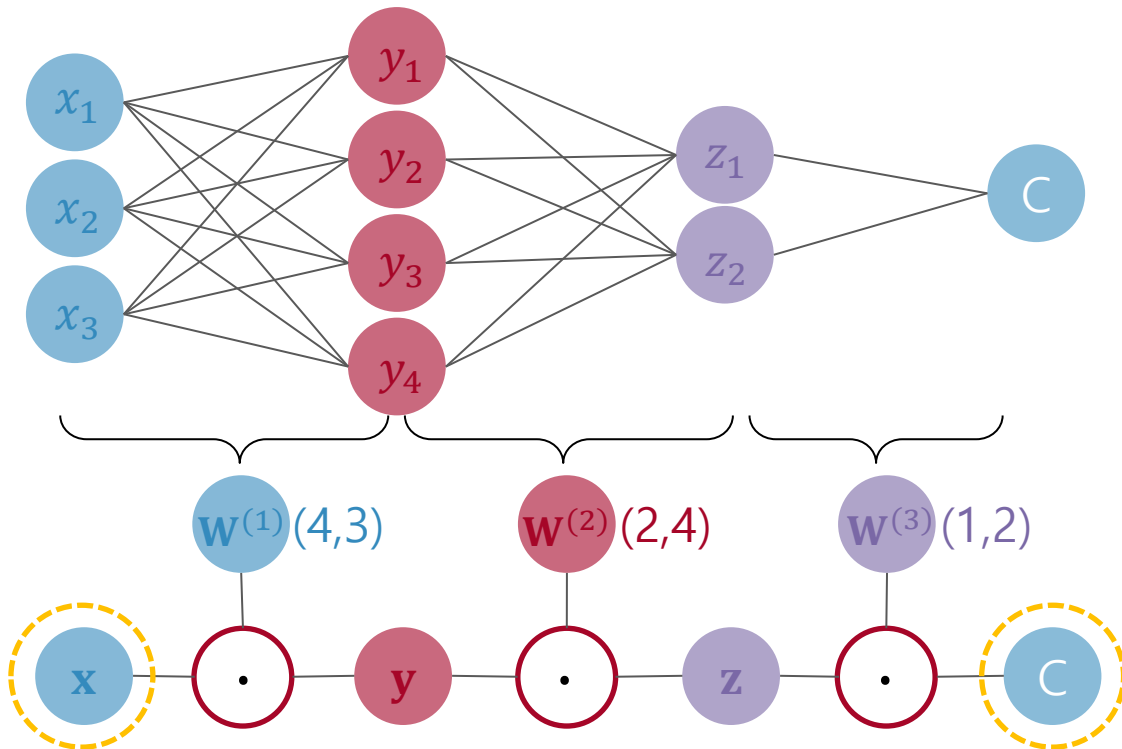 x₁
x₂
x₃
y₁
y₂
y₃
y₄
z₁
z₂
C
W⁽¹⁾ (4,3)
W⁽²⁾ (2,4)
W⁽³⁾ (1,2)
x · y · z · C